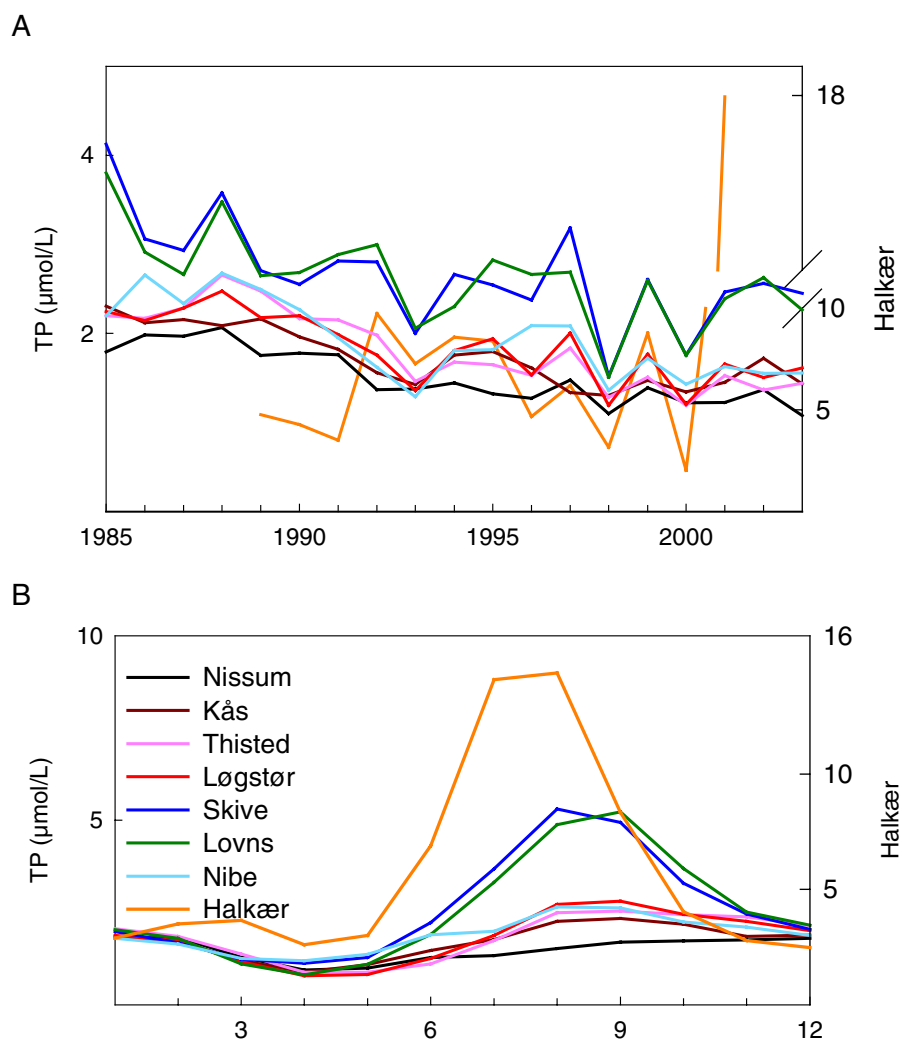 A
18
4
TP (µmol/L)
Halkær
10
2
5
1985
1990
1995
2000
B
10
16
Nissum
Kås
Thisted
10
Løgstør
Skive
5
Lovns
TP (µmol/L)
Halkær
Nibe
5
Halkær
3
6
9
12